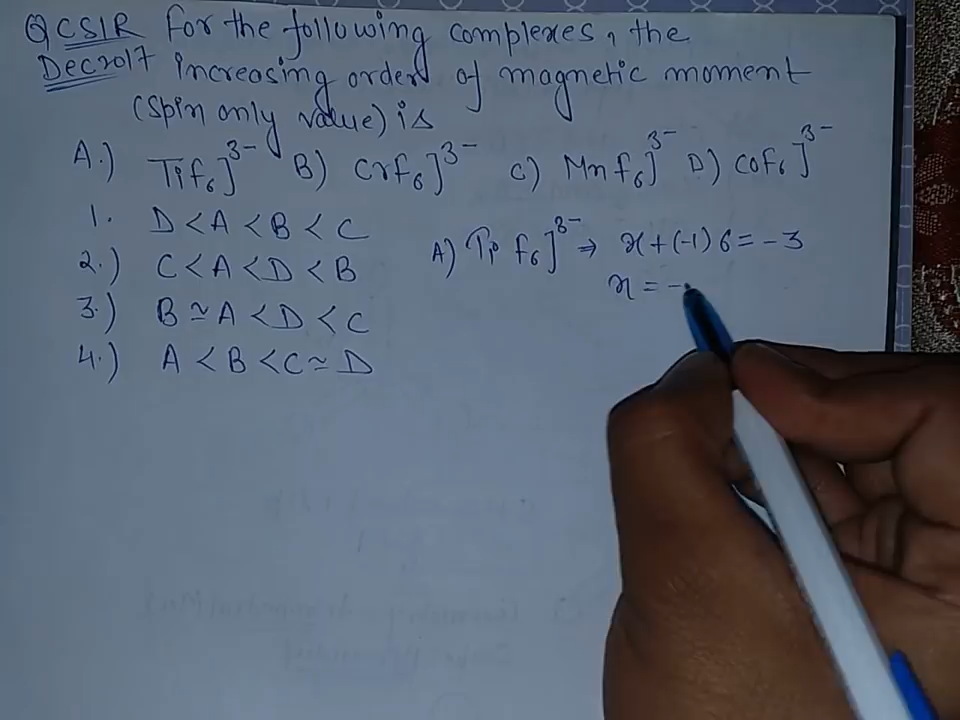 Q CSIR For the following complexes, the
Dec 2017 increasing order of magnetic moment
(spin only value) is
A.) TiF6]3- B) CrF6]3- C) MnF6]3- D) CoF6]3-
1. D < A < B < C
2.) C < A < D < B
3.) B ≃ A < D < C
4.) A < B < C ≃ D
A) TiF6]3- ⇒ x + (-1) 6 = -3
x = -